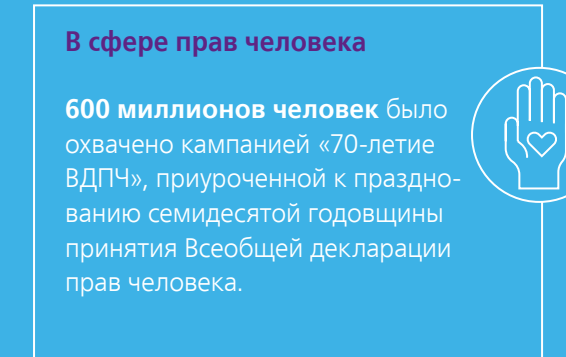 В сфере прав человека
600 миллионов человек было
охвачено кампанией «70-летие
ВДПЧ», приуроченной к праздно-
ванию семидесятой годовщины
принятия Всеобщей декларации
прав человека.